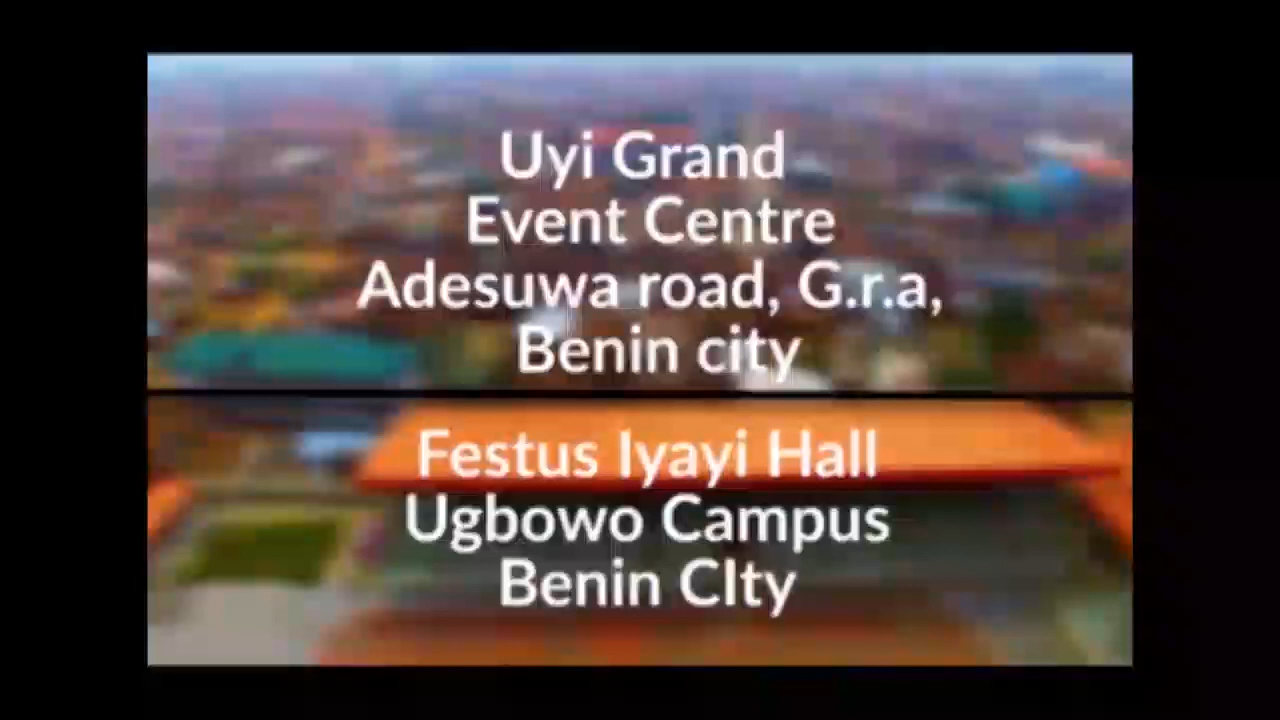 Uyi Grand
Event Centre
Adesuwa road, G.r.a,
Benin city
Festus Iyayi Hall
Ugbowo Campus
Benin CIty